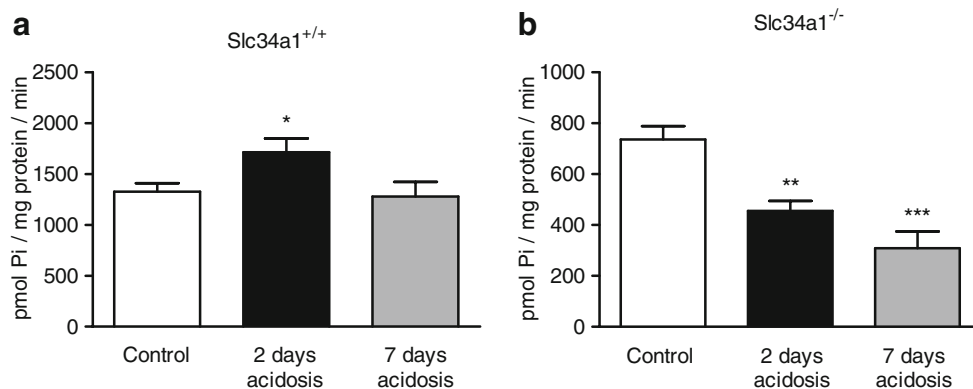 a
Slc34a1+/+
pmol Pi / mg protein / min
2500
2000
1500
1000
500
0
*
Control
2 days
acidosis
7 days
acidosis
b
Slc34a1-/-
pmol Pi / mg protein / min
1000
800
600
400
200
0
**
***
Control
2 days
acidosis
7 days
acidosis